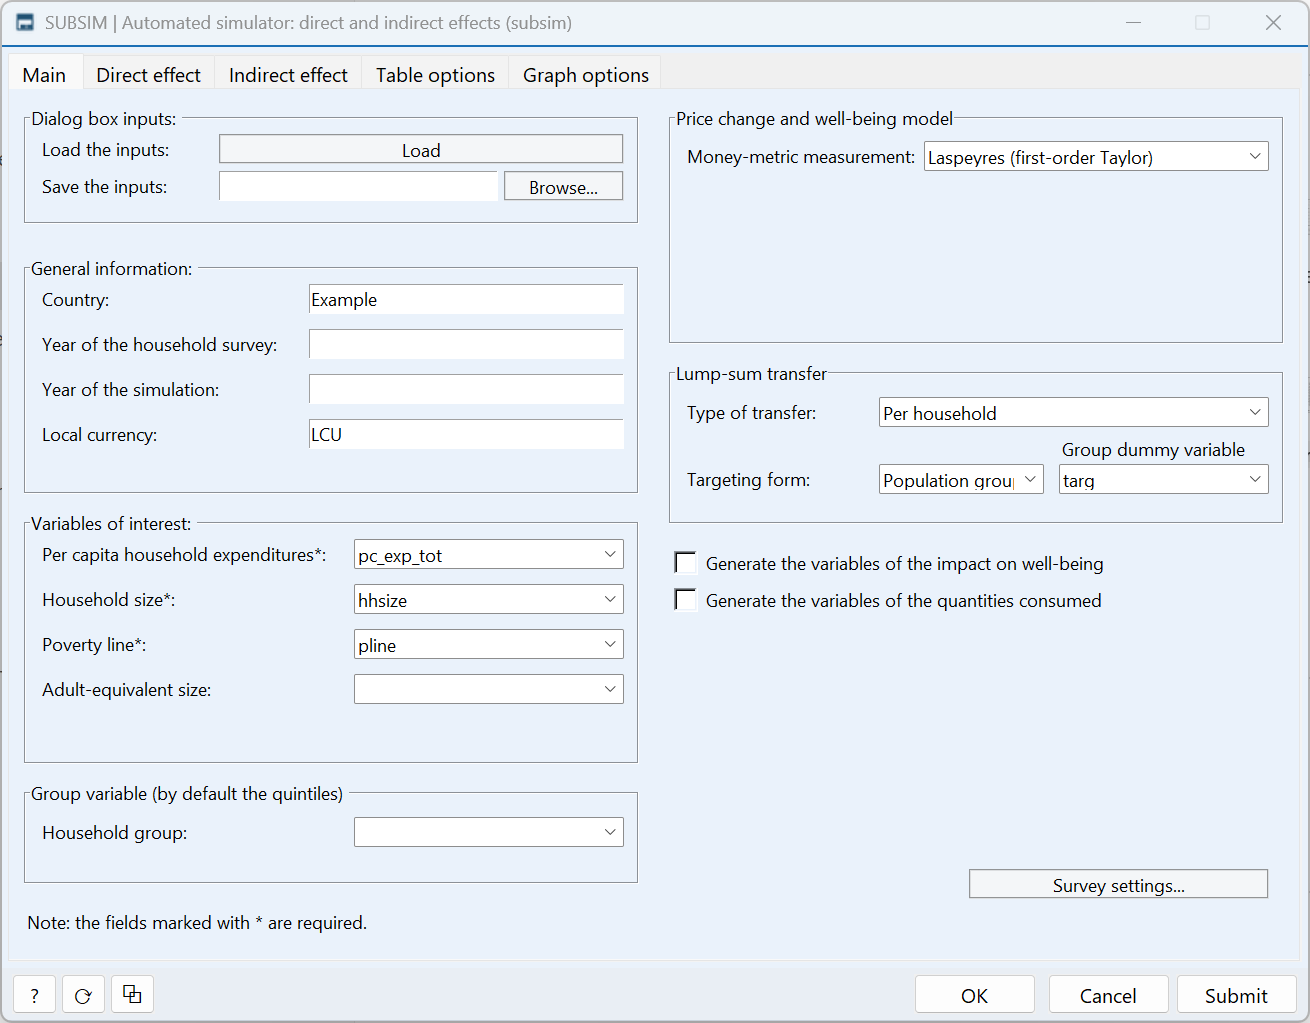 SUBSIM | Automated simulator: direct and indirect effects (subsim)
Main
Direct effect
Indirect effect
Table options
Graph options
Dialog box inputs:
Load the inputs:
Load
Save the inputs:
Browse...
General information:
Country:
Example
Year of the household survey:
Year of the simulation:
Local currency:
LCU
Variables of interest:
Per capita household expenditures*:
pc_exp_tot
Household size*:
hhsize
Poverty line*:
pline
Adult-equivalent size:
Group variable (by default the quintiles)
Household group:
Note: the fields marked with * are required.
Price change and well-being model
Money-metric measurement:
Laspeyres (first-order Taylor)
Lump-sum transfer
Type of transfer:
Per household
Group dummy variable
Targeting form:
Population grou
targ
Generate the variables of the impact on well-being
Generate the variables of the quantities consumed
Survey settings...
?
OK
Cancel
Submit